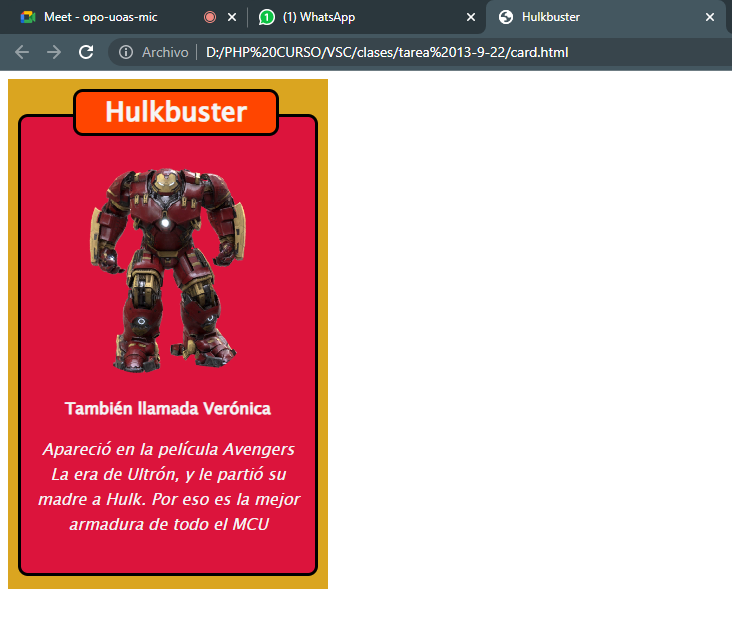 Meet - opo-uoas-mic
(1) WhatsApp
Hulkbuster
Archivo
D:/PHP%20CURSO/VSC/clases/tarea%2013-9-22/card.html
Hulkbuster
También llamada Verónica
Apareció en la película Avengers
La era de Ultrón, y le partió su
madre a Hulk. Por eso es la mejor
armadura de todo el MCU